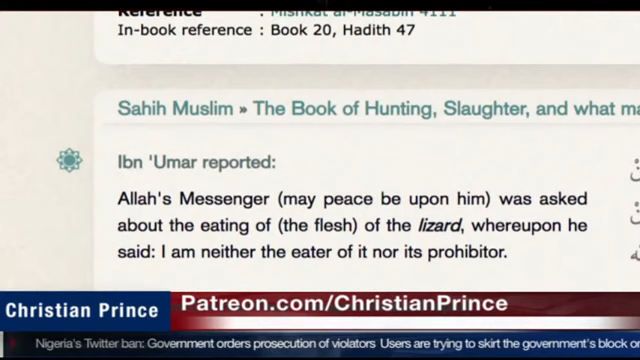 Reference : Mishkat al-Masabih 4111
In-book reference : Book 20, Hadith 47
Sahih Muslim » The Book of Hunting, Slaughter, and what ma
Ibn 'Umar reported:
Allah's Messenger (may peace be upon him) was asked
about the eating of (the flesh) of the lizard, whereupon he
said: I am neither the eater of it nor its prohibitor.
Christian Prince
Patreon.com/ChristianPrince
Nigeria's Twitter ban: Government orders prosecution of violators Users are trying to skirt the government's block o